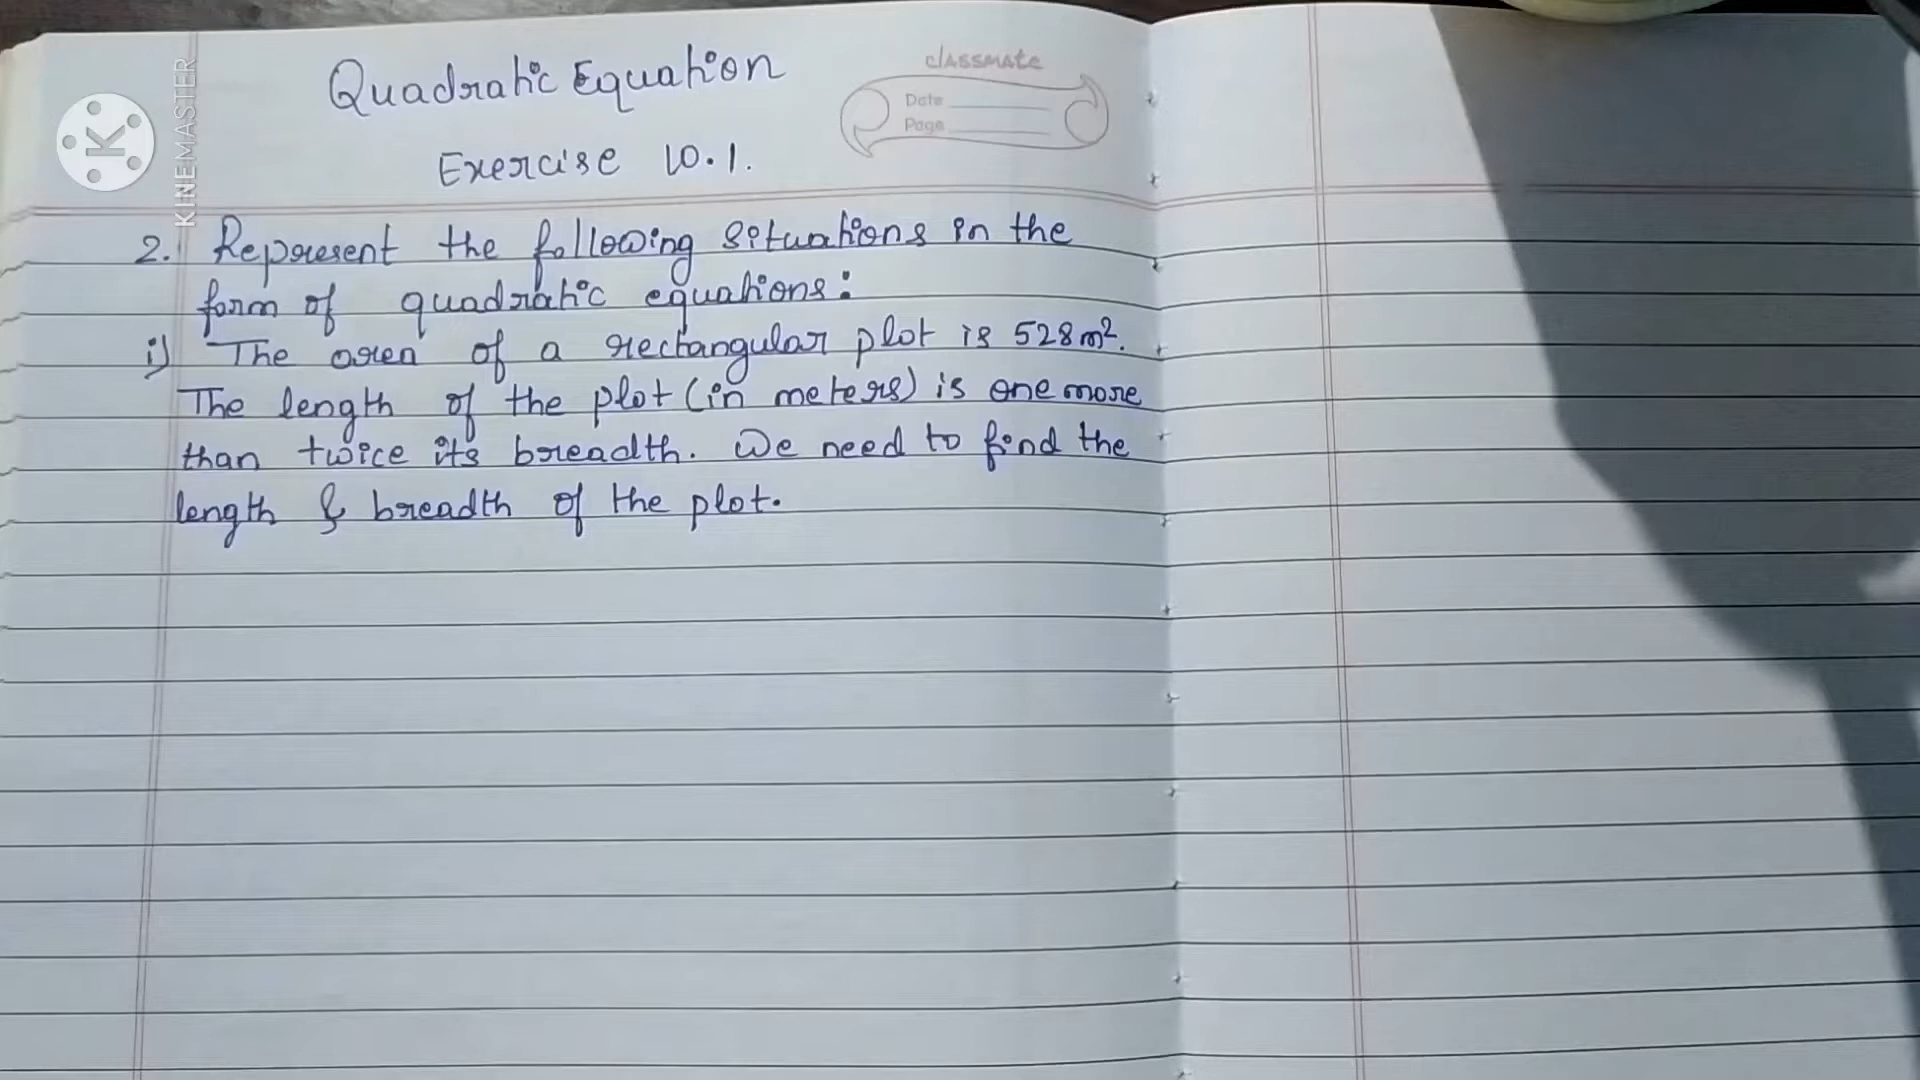 Quadratic Equation
classmate
Date
Page
Exercise 10.1.
KINEMASTER
2. Represent the following situations in the
form of quadratic equations:
i) The area of a rectangular plot is 528m².
The length of the plot (in meters) is one more
than twice its breadth. We need to find the
length & breadth of the plot.